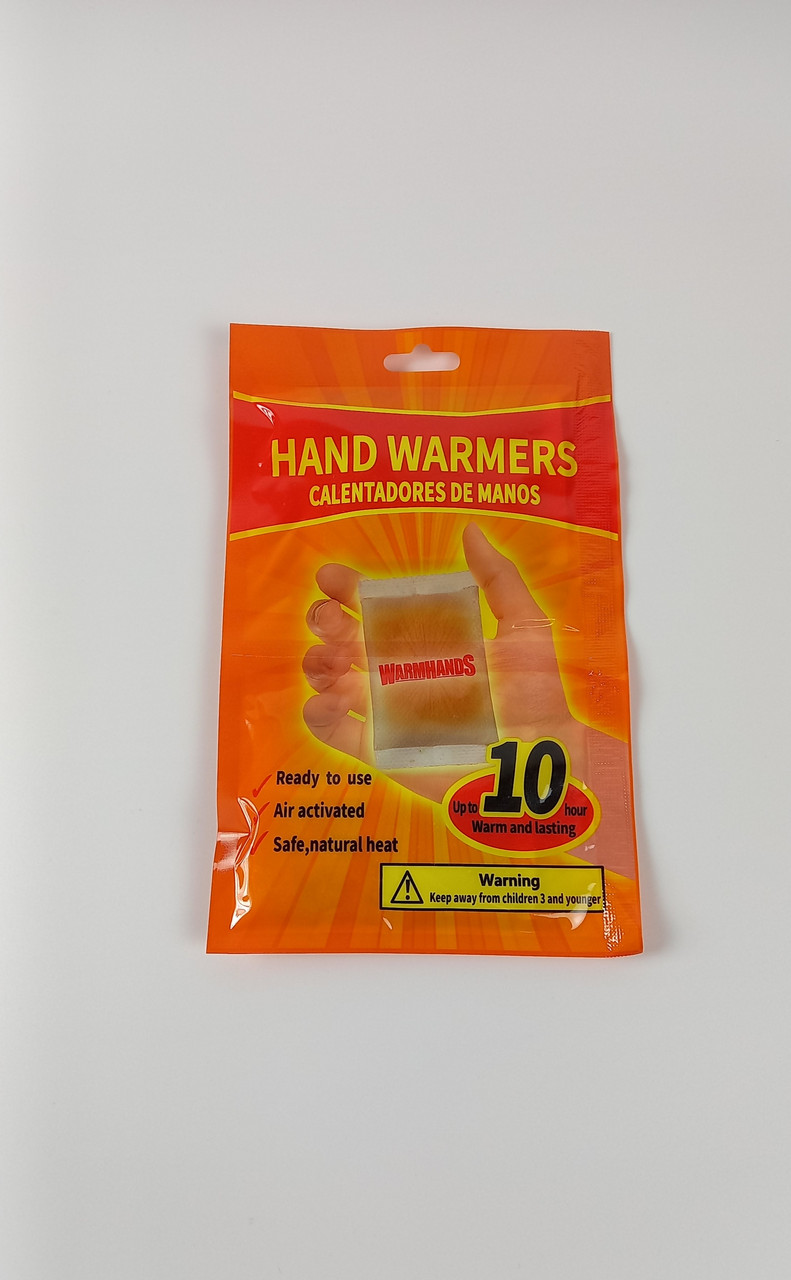 HAND WARMERS
CALENTADORES DE MANOS
WARMHANDS
Ready to use
Air activated
Safe,natural heat
Up to 10 hour
Warm and lasting
Warning
Keep away from children 3 and younger